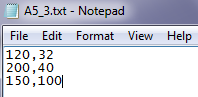 A5_3.txt - Notepad
File Edit Format View Help
120,32
200,40
150,100